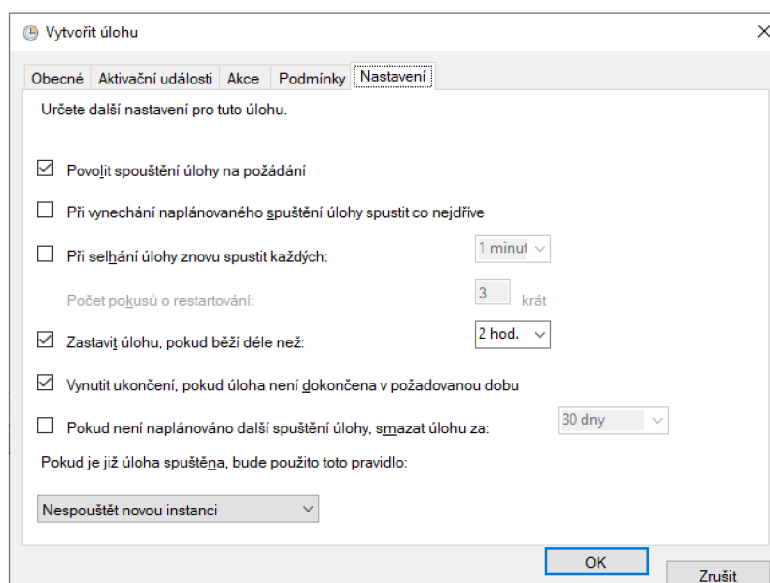 Vytvořit úlohu
Obecné Aktivační události Akce Podmínky Nastavení
Určete další nastavení pro tuto úlohu.
Povolit spouštění úlohy na požádání
Při vynechání naplánovaného spuštění úlohy spustit co nejdříve
Při selhání úlohy znovu spustit každých: 1 minut
Počet pokusů o restartování: 3 krát
Zastavit úlohu, pokud běží déle než: 2 hod.
Vynutit ukončení, pokud úloha není dokončena v požadovanou dobu
Pokud není naplánováno další spuštění úlohy, smazat úlohu za: 30 dny
Pokud je již úloha spuštěna, bude použito toto pravidlo:
Nespouštět novou instanci
OK
Zrušit